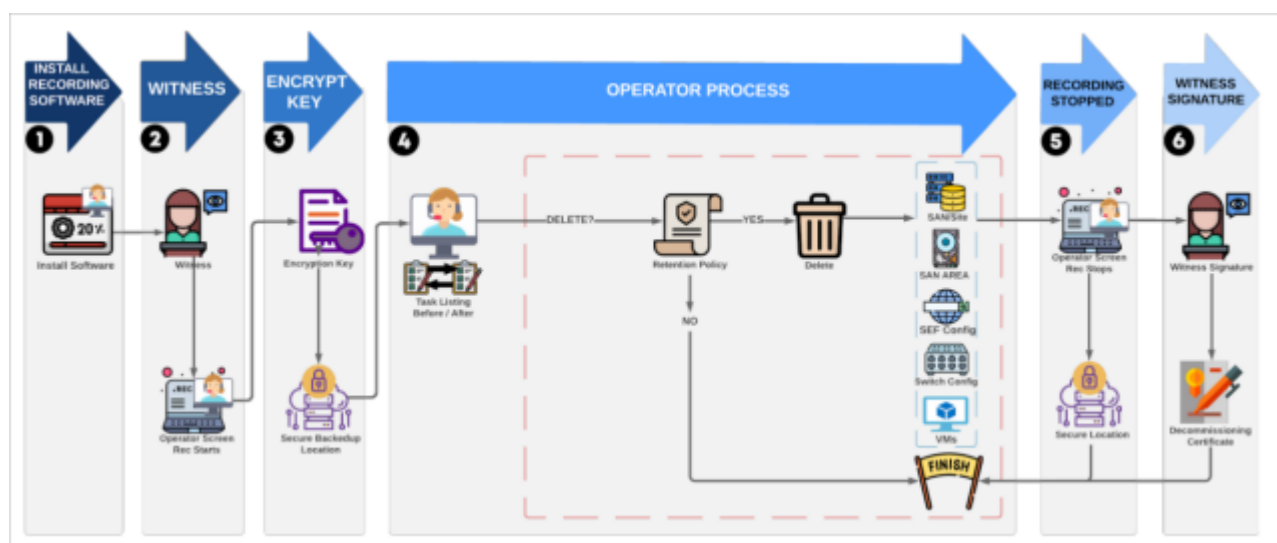 INSTALL
RECORDING
SOFTWARE
WITNESS
ENCRYPT
KEY
OPERATOR PROCESS
RECORDING
STOPPED
WITNESS
SIGNATURE
1
2
3
4
5
6
20%
Install Software
Witness
Encryption Key
Task Listing
Before / After
DELETE?
Retention Policy
YES
NO
Delete
SAN/Site
SAN AREA
SEF Config
Switch Config
VMs
FINISH
.REC
Operator Screen
Rec Starts
Secure Backedup
Location
.REC
Operator Screen
Rec Stops
Secure Location
Witness Signature
Decommissioning
Certificate